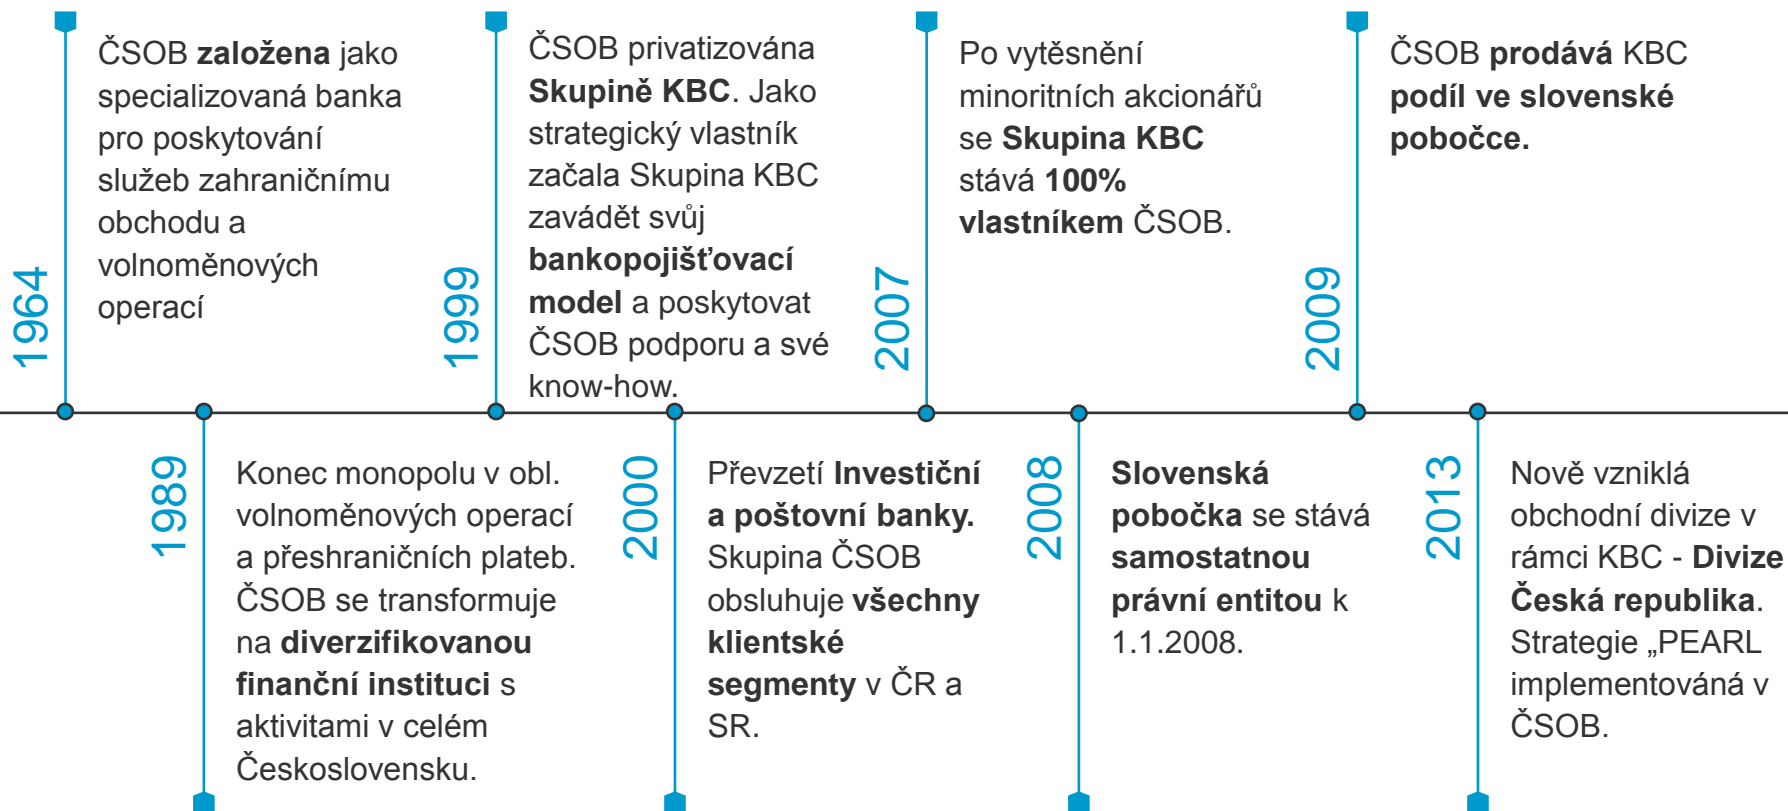 1964
ČSOB založena jako
specializovaná banka
pro poskytování
služeb zahraničnímu
obchodu a
volnoměnových
operací
1989
Konec monopolu v obl.
volnoměnových operací
a přeshraničních plateb.
ČSOB se transformuje
na diverzifikovanou
finanční instituci s
aktivitami v celém
Československu.
1999
ČSOB privatizována
Skupině KBC. Jako
strategický vlastník
začala Skupina KBC
zavádět svůj
bankopojišťovací
model a poskytovat
ČSOB podporu a své
know-how.
2000
Převzetí Investiční
a poštovní banky.
Skupina ČSOB
obsluhuje všechny
klientské
segmenty v ČR a
SR.
2007
Po vytěsnění
minoritních akcionářů
se Skupina KBC
stává 100%
vlastníkem ČSOB.
2008
Slovenská
pobočka se stává
samostatnou
právní entitou k
1.1.2008.
2009
ČSOB prodává KBC
podíl ve slovenské
pobočce.
2013
Nově vzniklá
obchodní divize v
rámci KBC - Divize
Česká republika.
Strategie „PEARL
implementováná v
ČSOB.